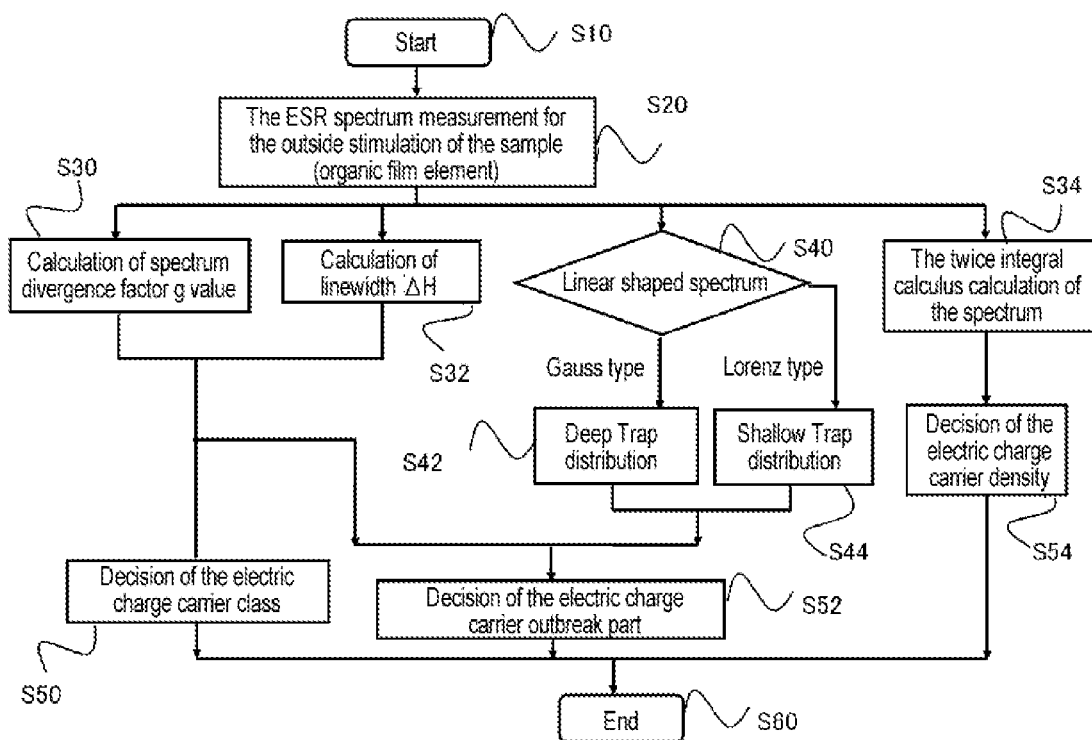 Start
S10
The ESR spectrum measurement for
the outside stimulation of the sample
(organic film element)
S20
S30
Calculation of spectrum
divergence factor g value
Calculation of
linewidth ΔH
S32
Linear shaped spectrum
S40
S34
The twice integral
calculus calculation of
the spectrum
Gauss type
Lorenz type
S42
Deep Trap
distribution
Shallow Trap
distribution
S44
Decision of the
electric charge
carrier density
S54
Decision of the electric
charge carrier class
S50
Decision of the electric charge
carrier outbreak part
S52
End
S60